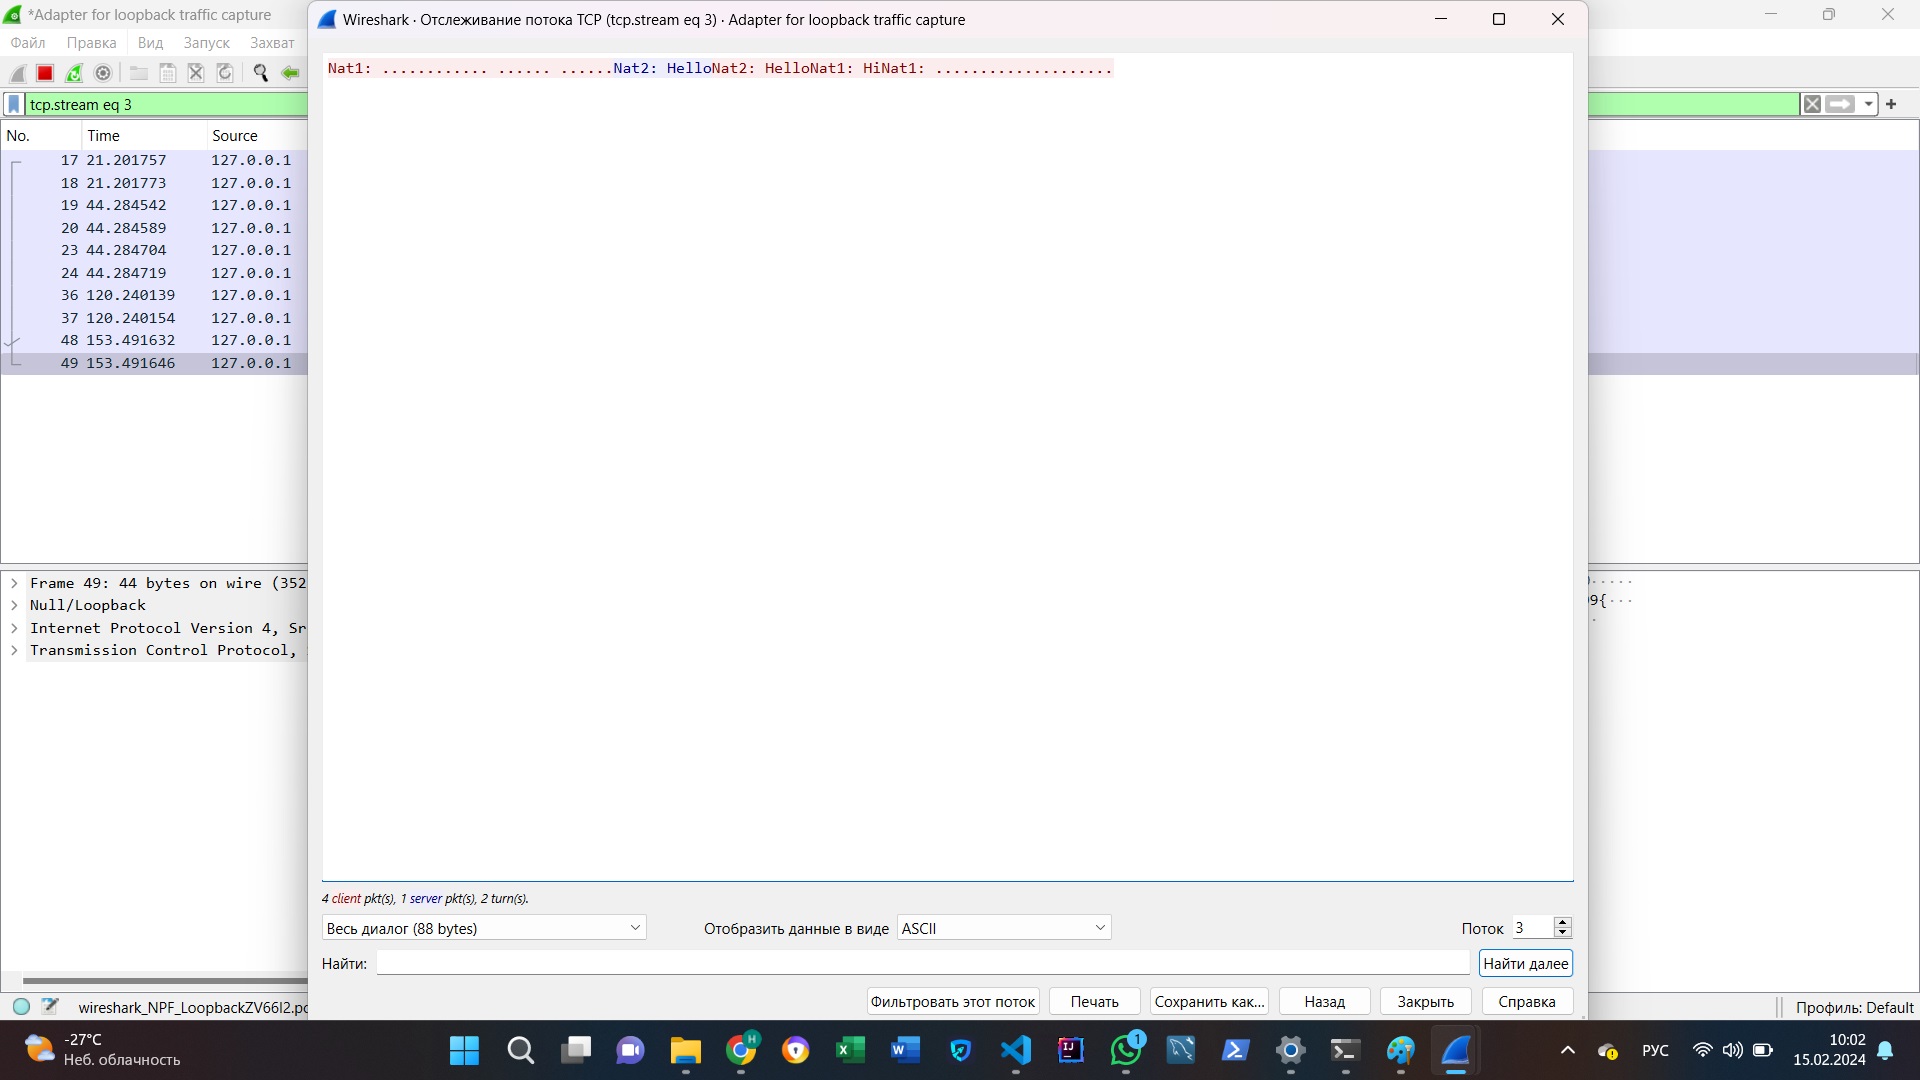 *Adapter for loopback traffic capture
Wireshark · Отслеживание потока TCP (tcp.stream eq 3) · Adapter for loopback traffic capture
Файл Правка Вид Запуск Захват
Nat1: ............ ...... ......Nat2: HelloNat2: HelloNat1: HiNat1: ....................
tcp.stream eq 3
No. Time Source
17 21.201757 127.0.0.1
18 21.201773 127.0.0.1
19 44.284542 127.0.0.1
20 44.284589 127.0.0.1
23 44.284704 127.0.0.1
24 44.284719 127.0.0.1
36 120.240139 127.0.0.1
37 120.240154 127.0.0.1
48 153.491632 127.0.0.1
49 153.491646 127.0.0.1
Frame 49: 44 bytes on wire (352
Null/Loopback
Internet Protocol Version 4, Sr
Transmission Control Protocol,
9{···
4 client pkt(s), 1 server pkt(s), 2 turn(s).
Весь диалог (88 bytes) Отобразить данные в виде ASCII Поток 3
Найти: Найти далее
Фильтровать этот поток Печать Сохранить как... Назад Закрыть Справка
wireshark_NPF_LoopbackZV66I2.pc Профиль: Default
-27°C
Неб. облачность
H
1
IJ
РУС
10:02
15.02.2024